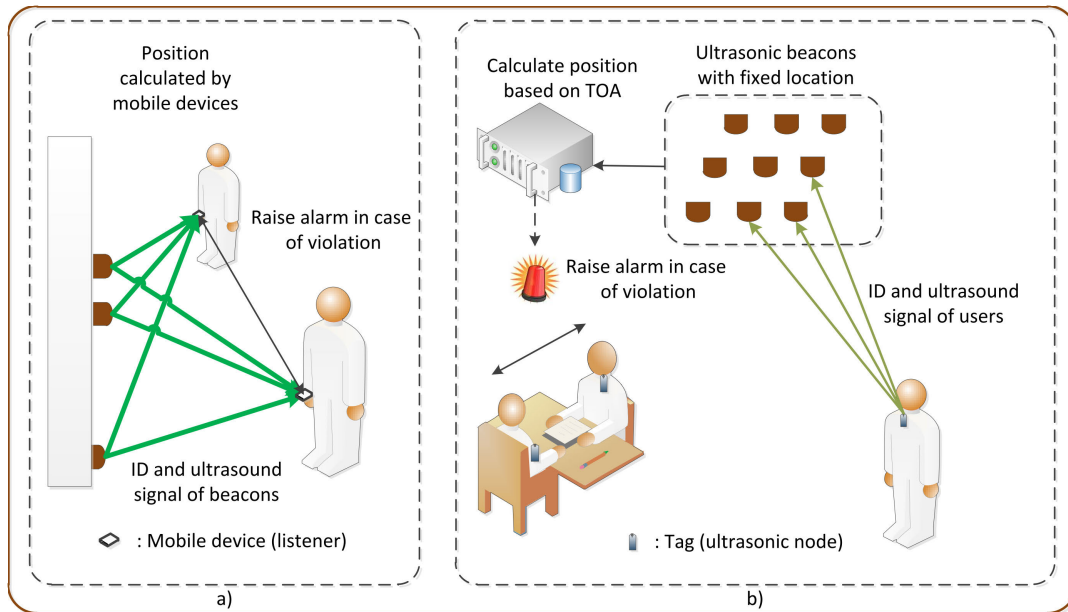 Position
calculated by
mobile devices
Raise alarm in case
of violation
ID and ultrasound
signal of beacons
: Mobile device (listener)
a)
Calculate position
based on TOA
Ultrasonic beacons
with fixed location
Raise alarm in case
of violation
ID and ultrasound
signal of users
: Tag (ultrasonic node)
b)